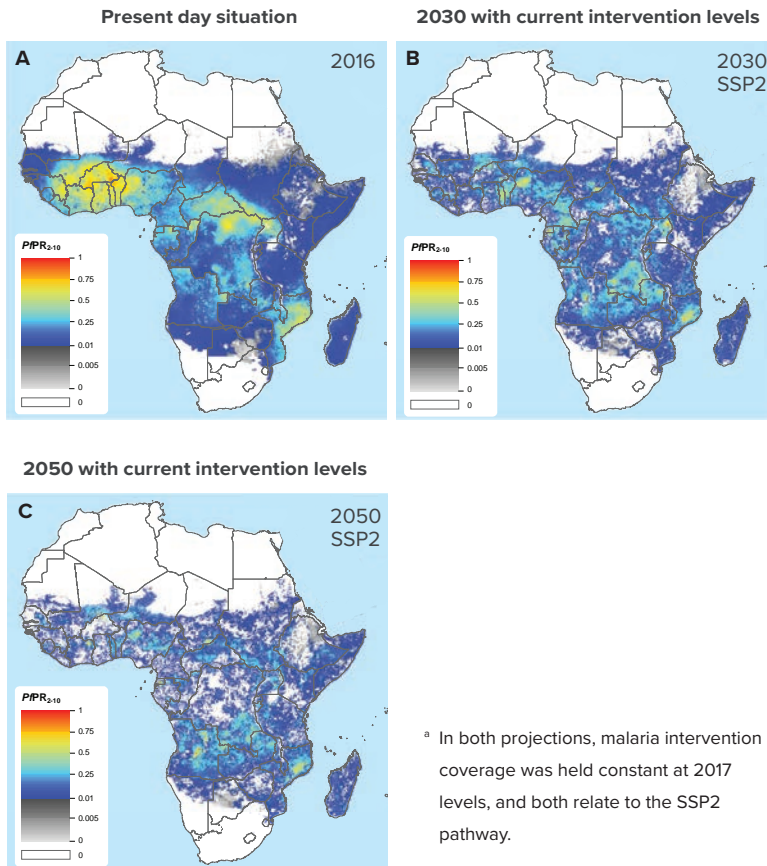 Present day situation
2030 with current intervention levels
A
2016
PfPR2-10
1
0.75
0.5
0.25
0.01
0.005
0
0
B
2030
SSP2
PfPR2-10
1
0.75
0.5
0.25
0.01
0.005
0
0
2050 with current intervention levels
C
2050
SSP2
PfPR2-10
1
0.75
0.5
0.25
0.01
0.005
0
0
a In both projections, malaria intervention
coverage was held constant at 2017
levels, and both relate to the SSP2
pathway.